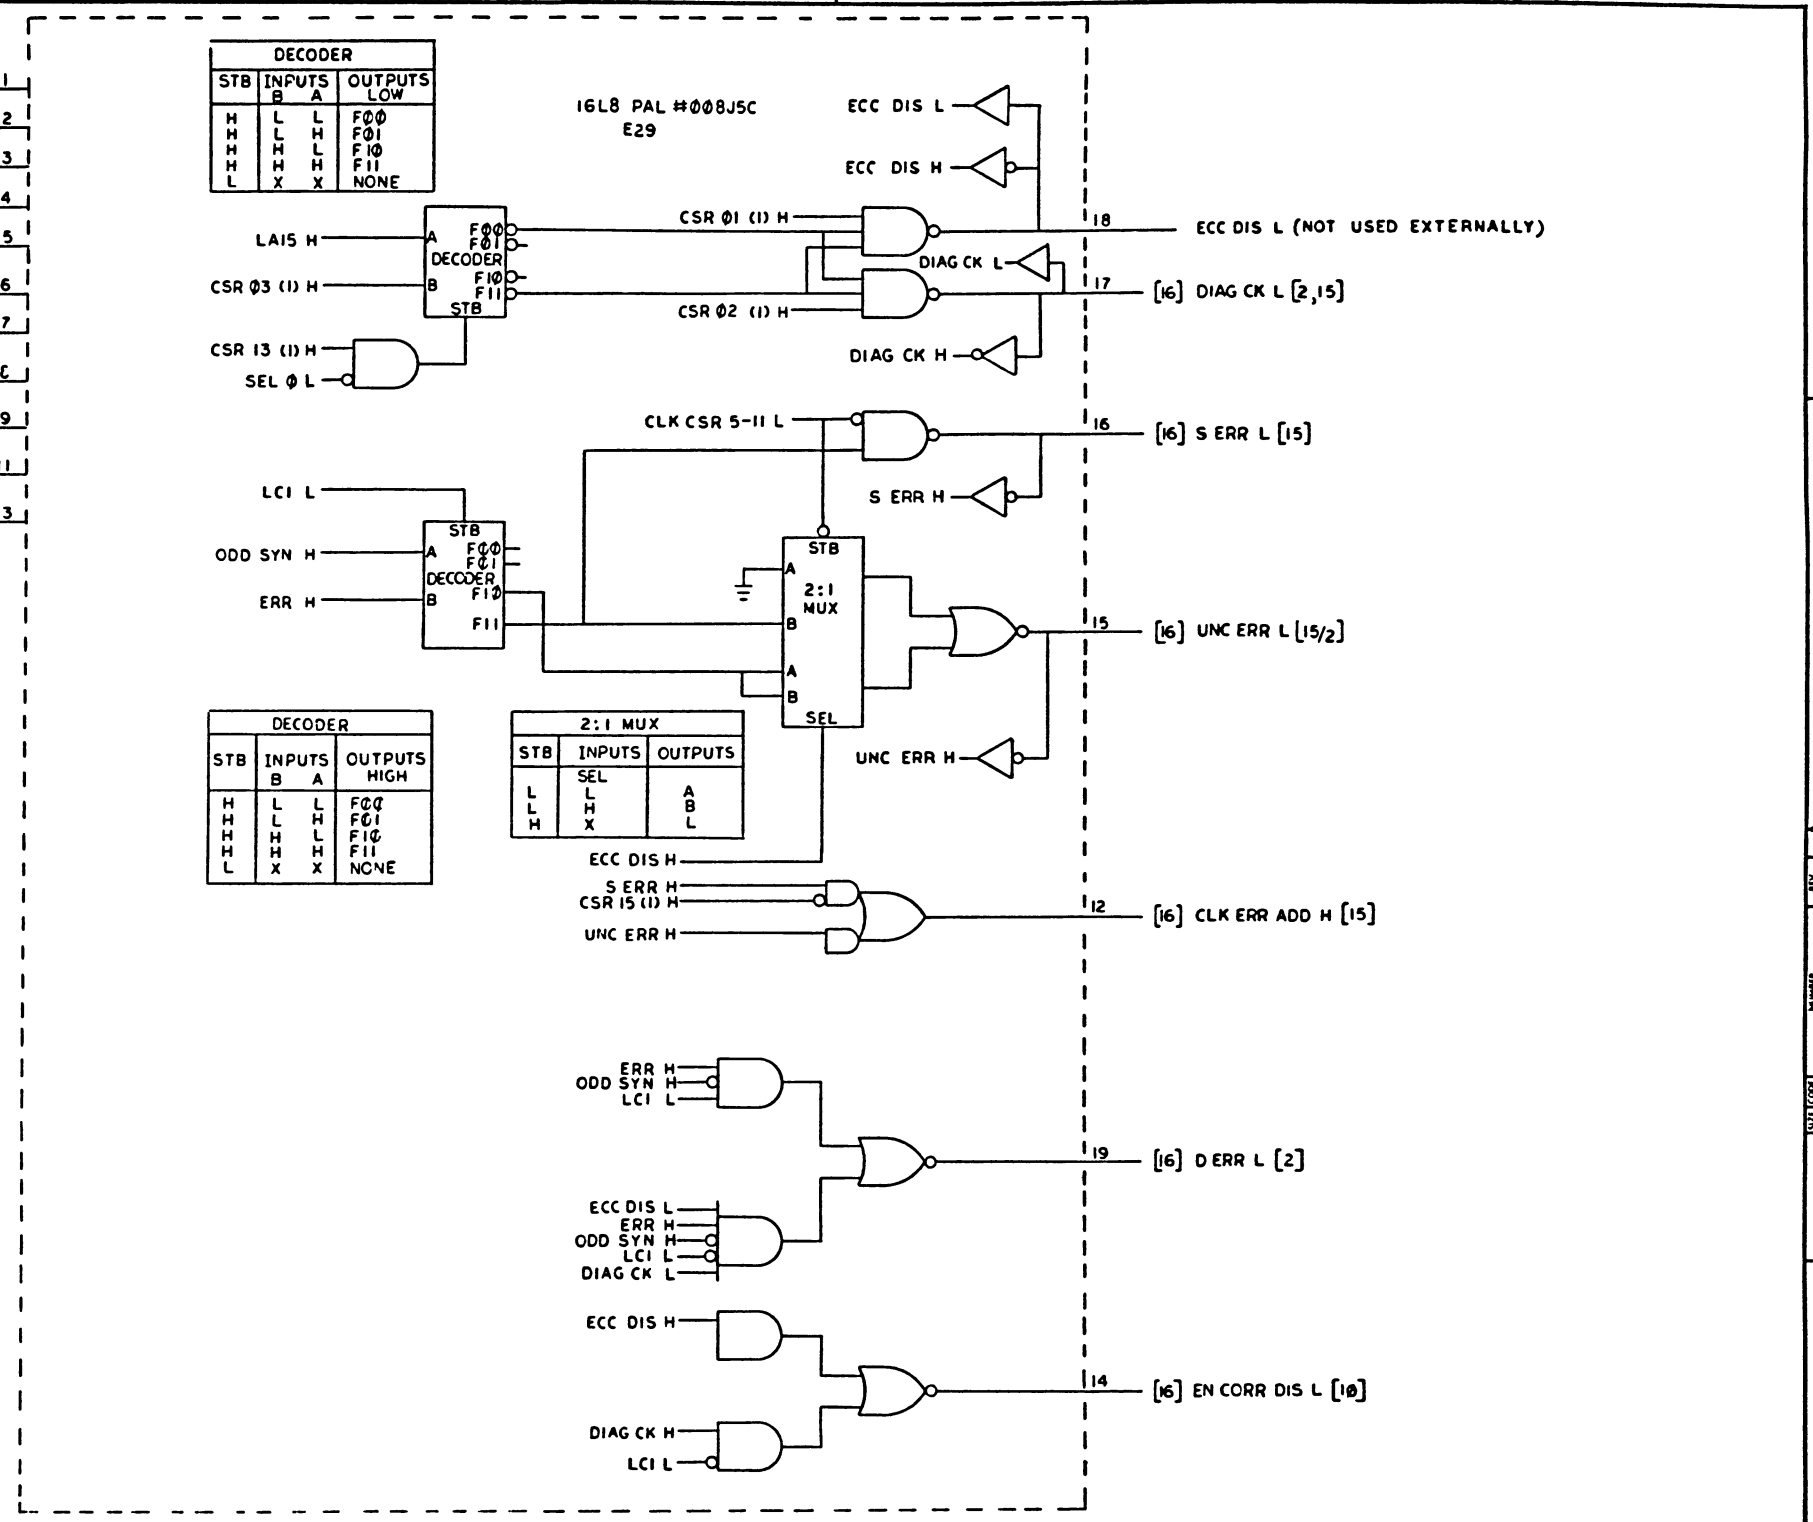 DECODER
STB INPUTS OUTPUTS
B A LOW
H L L FØØ
H L H FØ1
H H L F1Ø
H H H F11
L X X NONE
16L8 PAL #008J5C
E29
ECC DIS L
ECC DIS H
CSR Ø1 (1) H
18 ECC DIS L (NOT USED EXTERNALLY)
LA15 H
A FØØ
FØ1
DECODER
DIAG CK L
CSR Ø3 (1) H
B F1Ø
F11
STB
17 [16] DIAG CK L [2,15]
CSR Ø2 (1) H
CSR 13 (1) H
SEL Ø L
DIAG CK H
CLK CSR 5-11 L
16 [16] S ERR L [15]
S ERR H
LC1 L
STB
ODD SYN H
A FØØ
FØ1
DECODER
ERR H
B F1Ø
F11
STB
A
2:1
MUX
B
A
B
SEL
15 [16] UNC ERR L [15/2]
UNC ERR H
DECODER
STB INPUTS OUTPUTS
B A HIGH
H L L FØØ
H L H FØ1
H H L F1Ø
H H H F11
L X X NONE
2:1 MUX
STB INPUTS OUTPUTS
SEL
L L A
L H B
H X L
ECC DIS H
S ERR H
CSR 15 (1) H
UNC ERR H
12 [16] CLK ERR ADD H [15]
ERR H
ODD SYN H
LC1 L
19 [16] D ERR L [2]
ECC DIS L
ERR H
ODD SYN H
LC1 L
DIAG CK L
ECC DIS H
14 [16] EN CORR DIS L [1Ø]
DIAG CK H
LC1 L
1
2
3
4
5
6
7
9
3